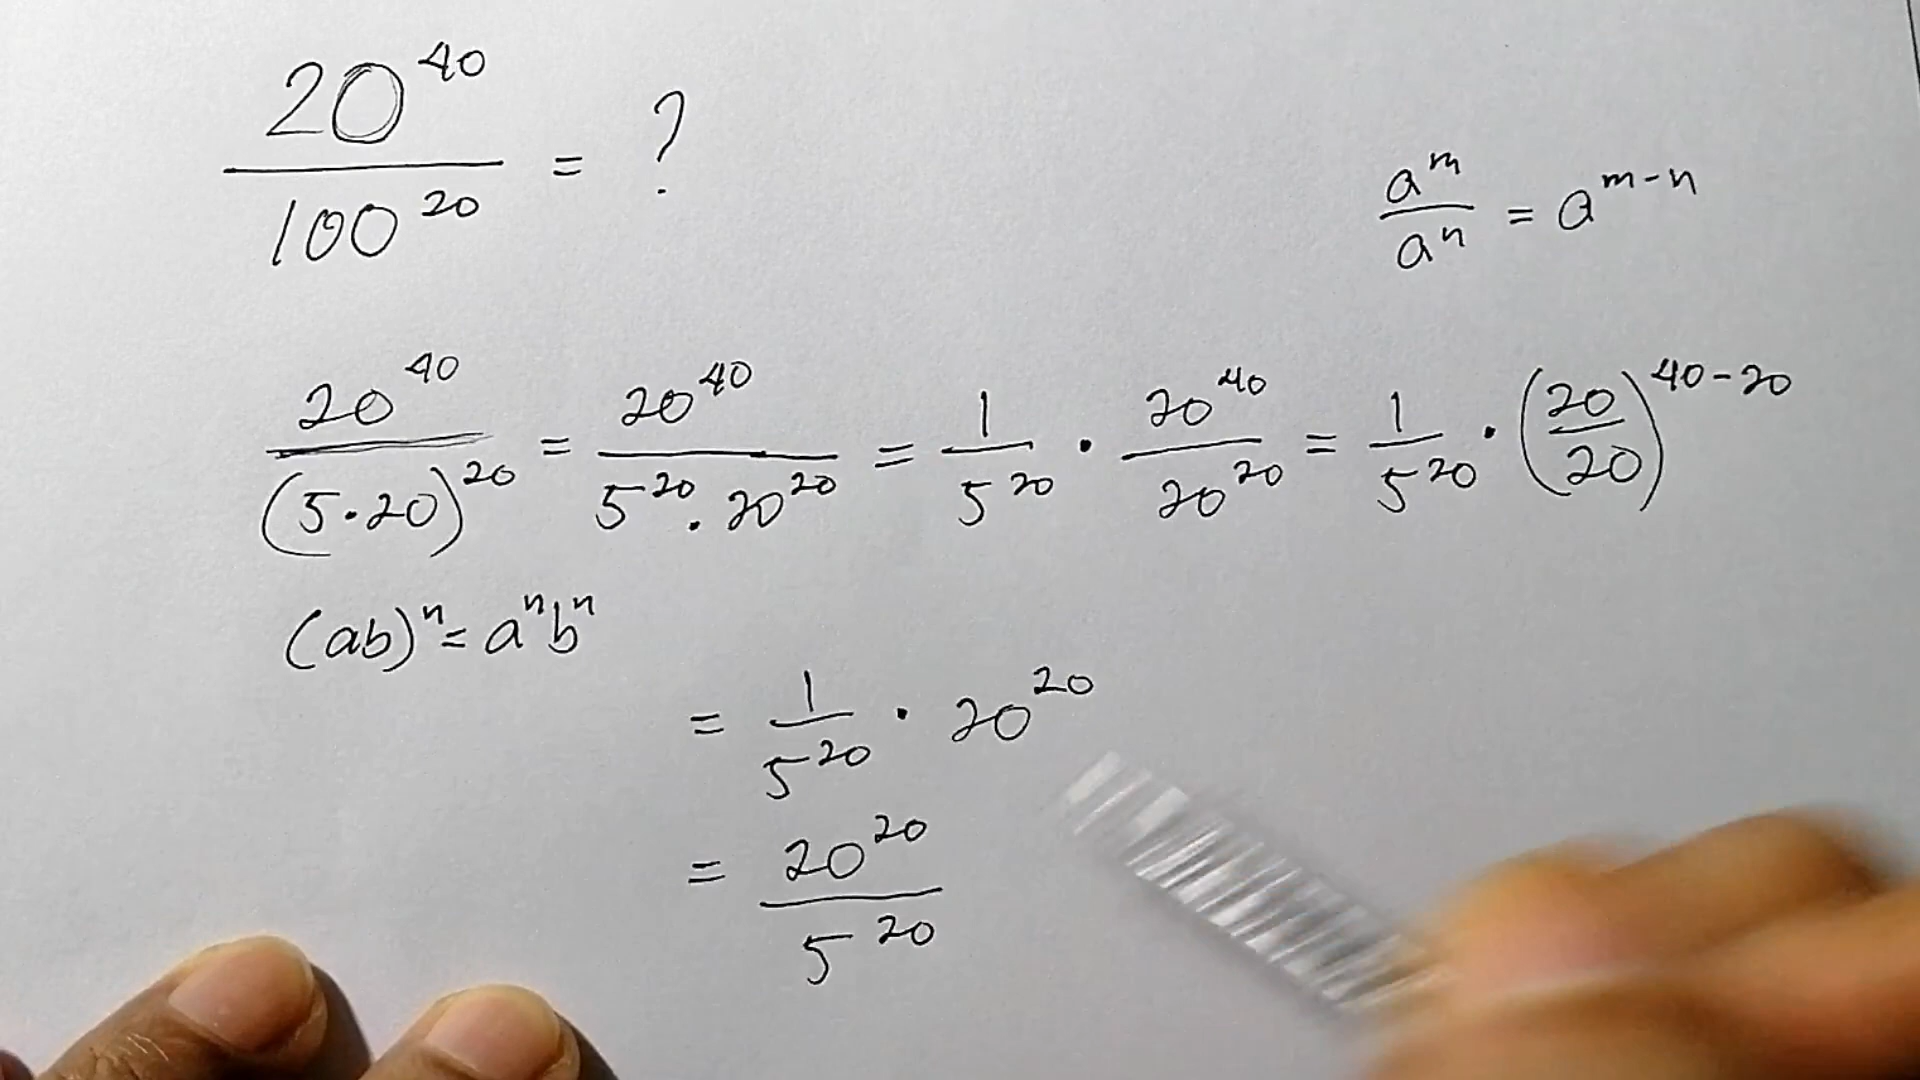 20^40 / 100^20 = ?
a^m / a^n = a^(m-n)
20^40 / (5·20)^20 = 20^40 / 5^20 · 20^20 = 1 / 5^20 · 20^40 / 20^20 = 1 / 5^20 · (20/20)^(40-20)
(ab)^n = a^n b^n
= 1 / 5^20 · 20^20
= 20^20 / 5^20